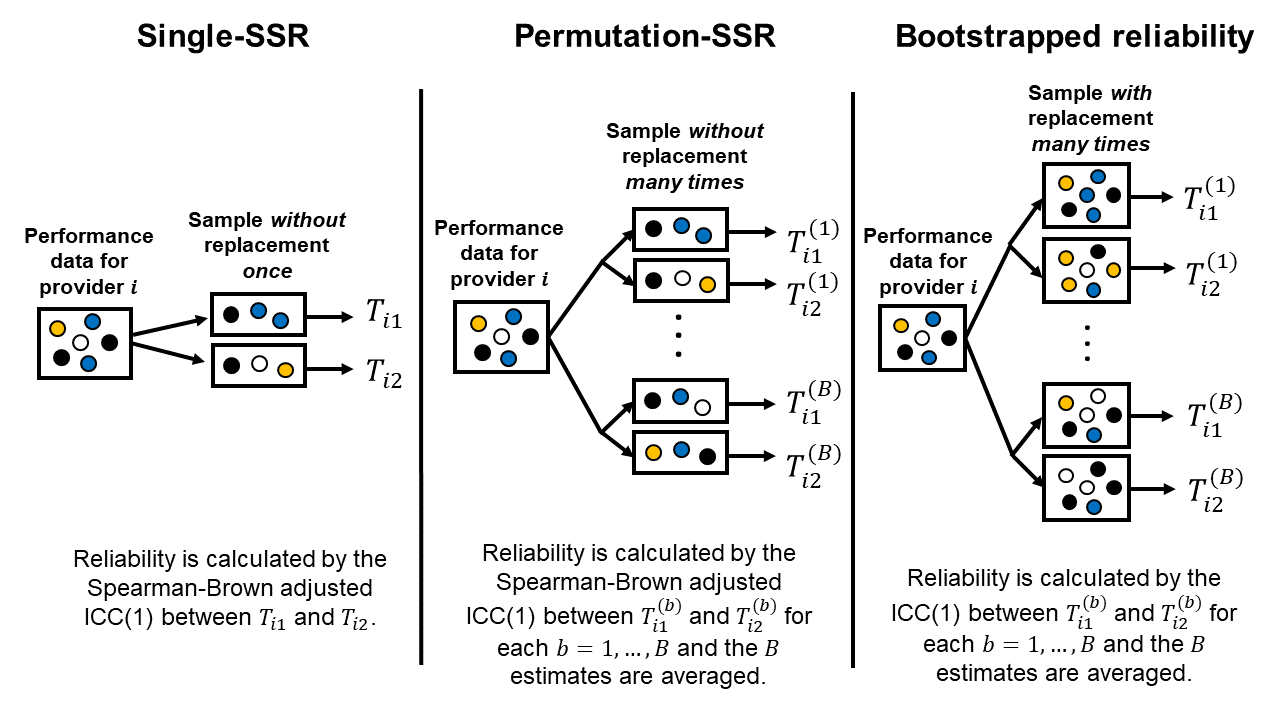 Single-SSR
Performance
data for
provider i
Sample without
replacement
once
T_{i1}
T_{i2}
Reliability is calculated by the
Spearman-Brown adjusted
ICC(1) between T_{i1} and T_{i2}.
Permutation-SSR
Sample without
replacement
many times
Performance
data for
provider i
T_{i1}^{(1)}
T_{i2}^{(1)}
T_{i1}^{(B)}
T_{i2}^{(B)}
Reliability is calculated by the
Spearman-Brown adjusted
ICC(1) between T_{i1}^{(b)} and T_{i2}^{(b)} for
each b = 1, ..., B and the B
estimates are averaged.
Bootstrapped reliability
Sample with
replacement
many times
Performance
data for
provider i
T_{i1}^{(1)}
T_{i2}^{(1)}
T_{i1}^{(B)}
T_{i2}^{(B)}
Reliability is calculated by the
ICC(1) between T_{i1}^{(b)} and T_{i2}^{(b)} for
each b = 1, ..., B and the B
estimates are averaged.